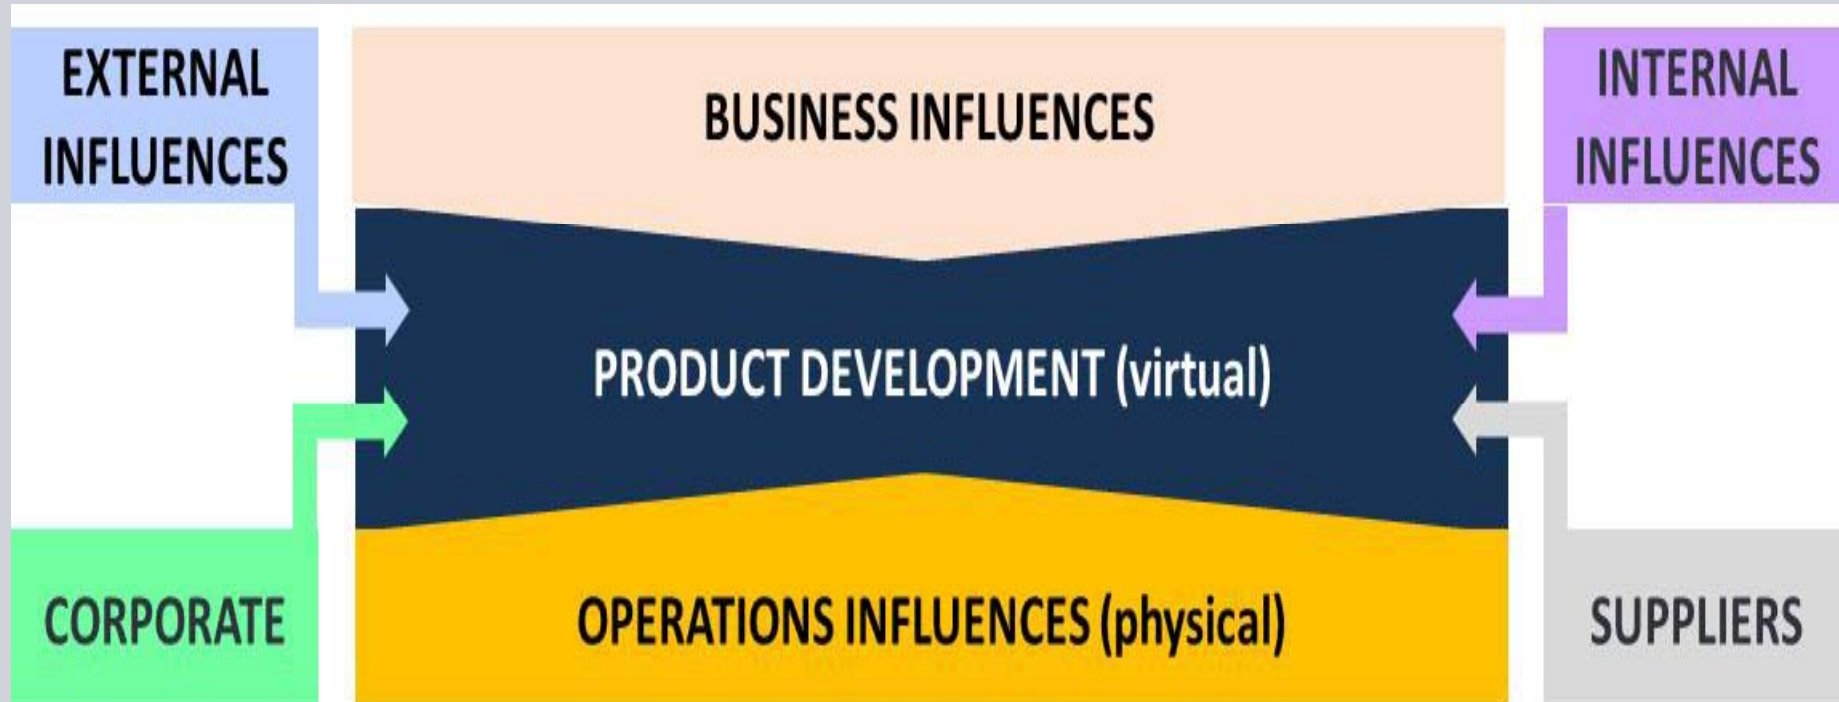 EXTERNAL
INFLUENCES
BUSINESS INFLUENCES
INTERNAL
INFLUENCES
PRODUCT DEVELOPMENT (virtual)
CORPORATE
OPERATIONS INFLUENCES (physical)
SUPPLIERS